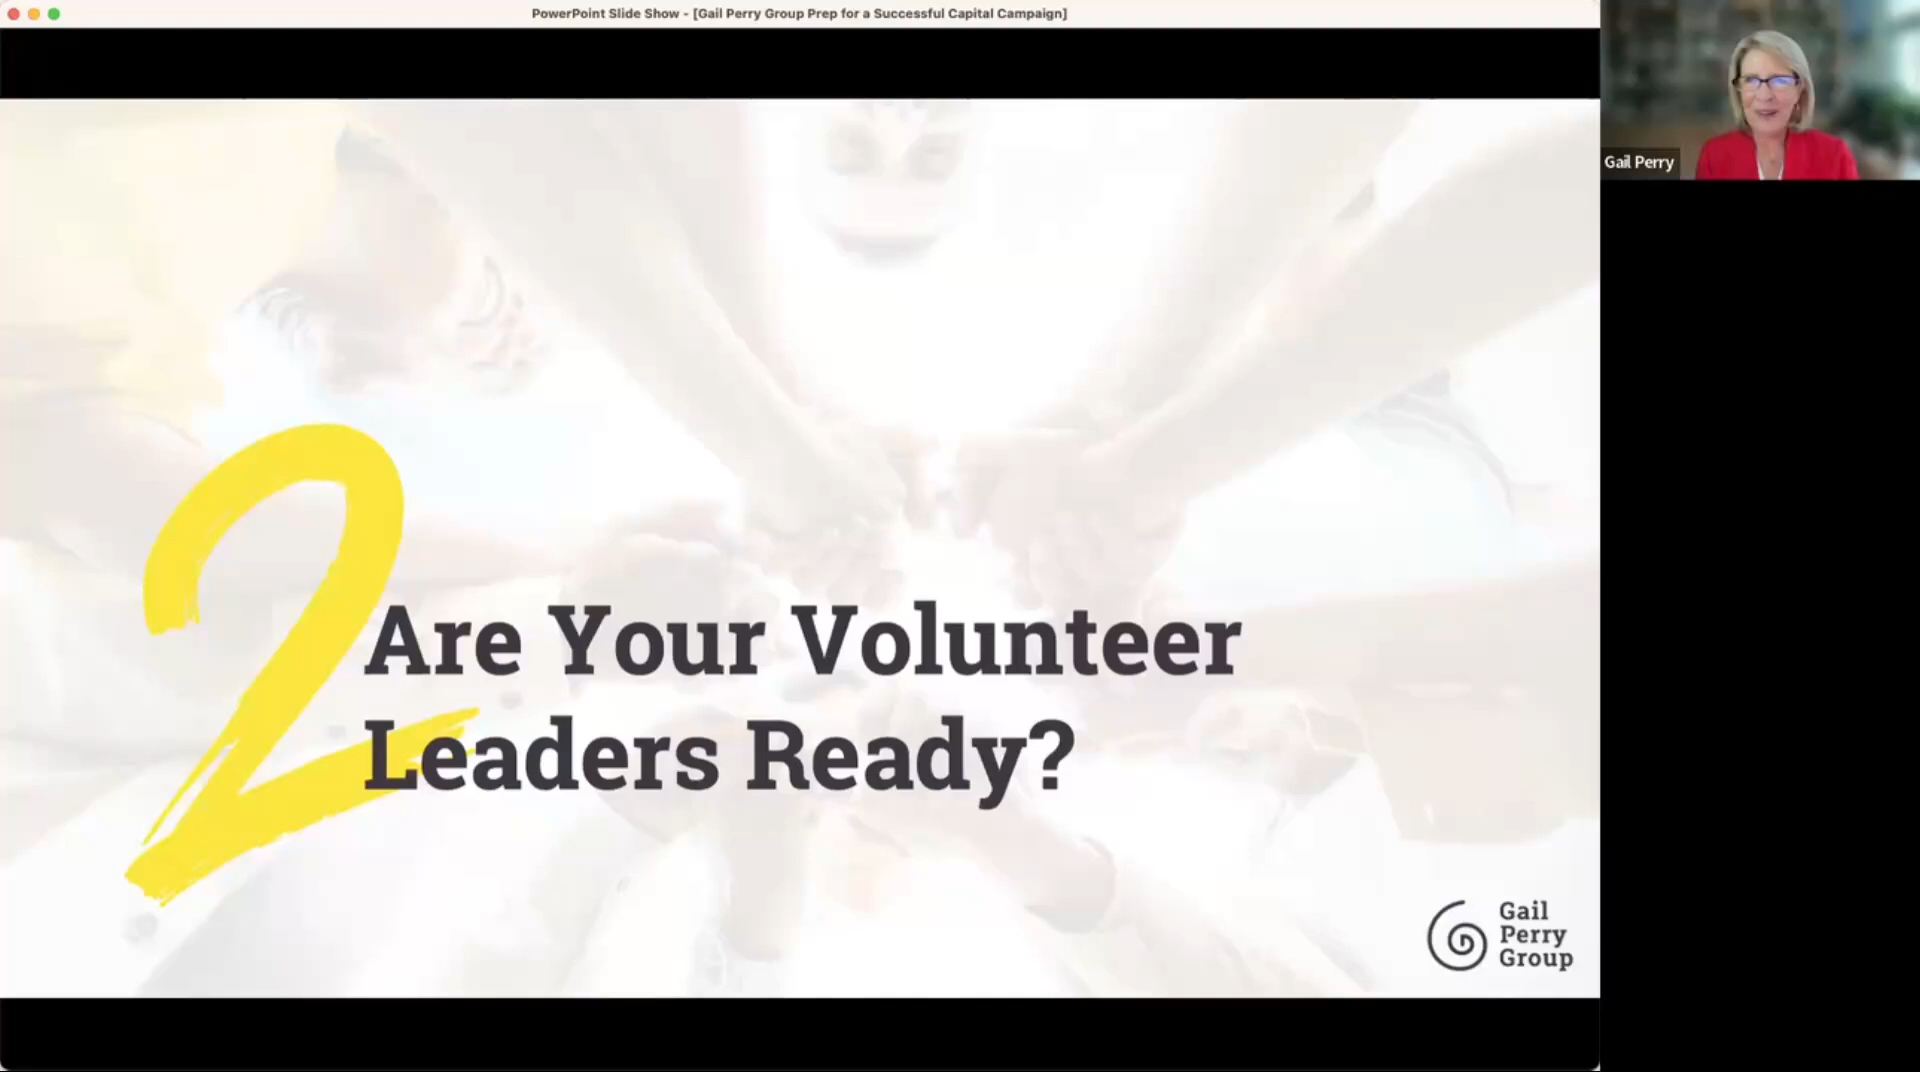 PowerPoint Slide Show - [Gail Perry Group Prep for a Successful Capital Campaign]
Gail Perry
2
Are Your Volunteer
Leaders Ready?
Gail
Perry
Group